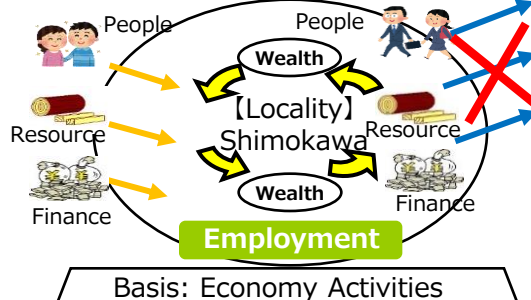 People
People
Wealth
【Locality】
Shimokawa
Resource
Resource
Wealth
Finance
Finance
Employment
Basis: Economy Activities